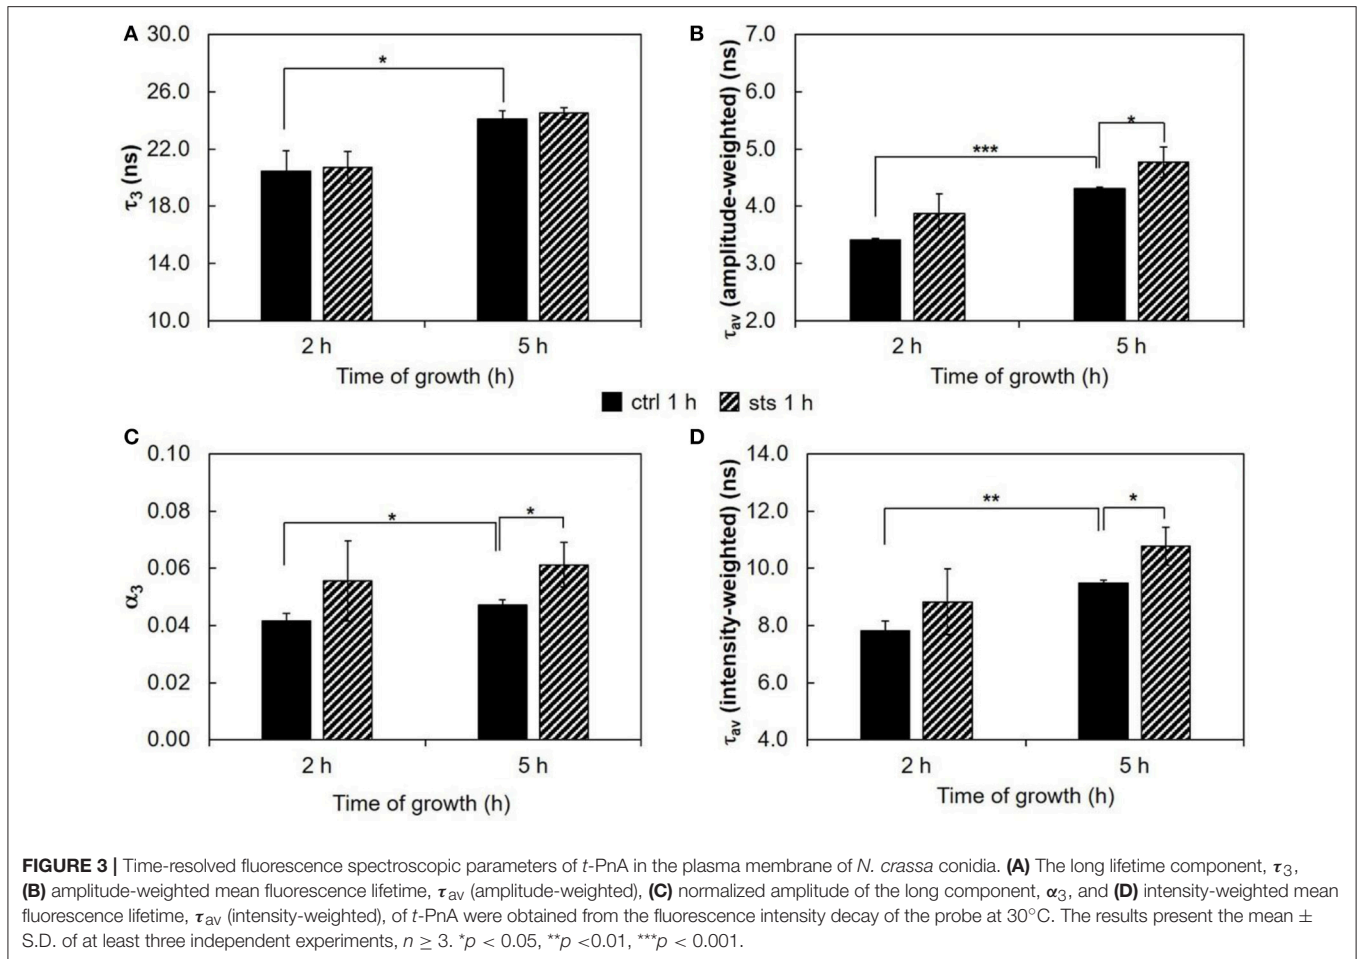 A
30.0
26.0
22.0
18.0
14.0
10.0
τ3 (ns)
*
2 h 5 h
Time of growth (h)
B
7.0
6.0
5.0
4.0
3.0
2.0
τav (amplitude-weighted) (ns)
***
*
2 h 5 h
Time of growth (h)
ctrl 1 h sts 1 h
C
0.10
0.08
0.06
0.04
0.02
0.00
α3
*
*
2 h 5 h
Time of growth (h)
D
14.0
12.0
10.0
8.0
6.0
4.0
τav (intensity-weighted) (ns)
**
*
2 h 5 h
Time of growth (h)
FIGURE 3 | Time-resolved fluorescence spectroscopic parameters of t-PnA in the plasma membrane of N. crassa conidia. (A) The long lifetime component, τ3,
(B) amplitude-weighted mean fluorescence lifetime, τav (amplitude-weighted), (C) normalized amplitude of the long component, α3, and (D) intensity-weighted mean
fluorescence lifetime, τav (intensity-weighted), of t-PnA were obtained from the fluorescence intensity decay of the probe at 30°C. The results present the mean ±
S.D. of at least three independent experiments, n ≥ 3. *p < 0.05, **p <0.01, ***p < 0.001.